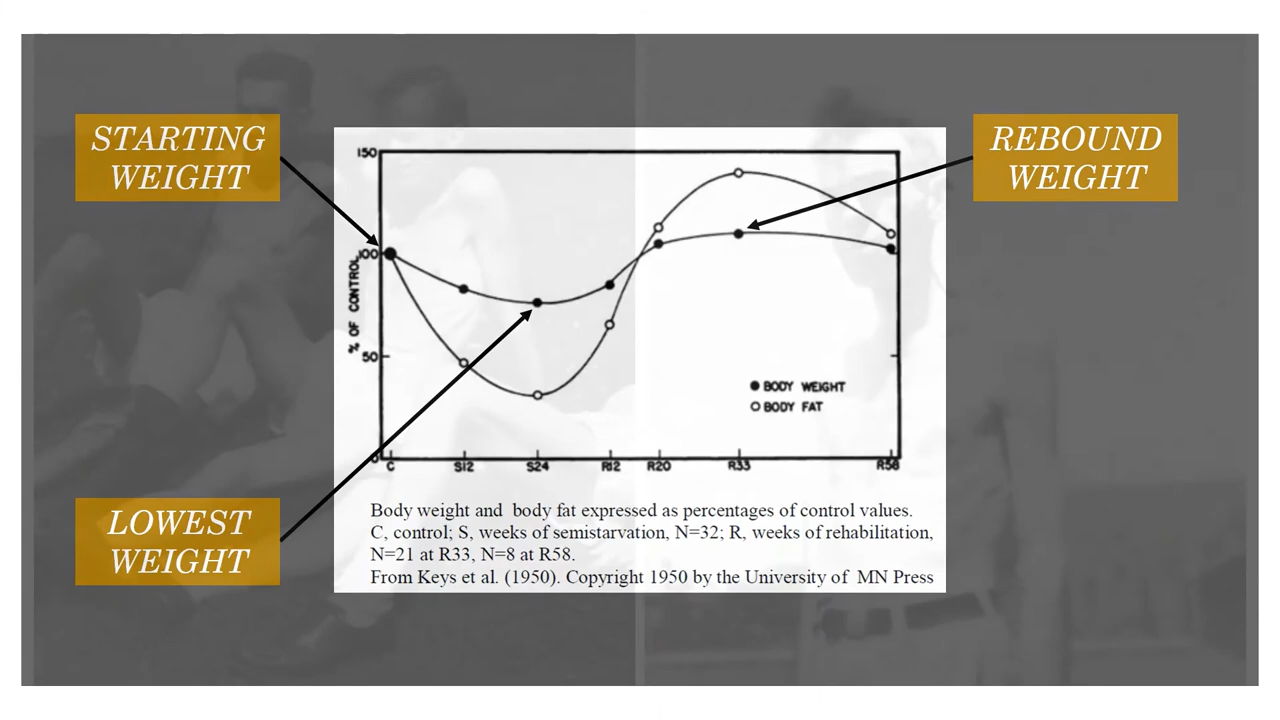 STARTING
WEIGHT
REBOUND
WEIGHT
LOWEST
WEIGHT
150
100
50
% OF CONTROL
BODY WEIGHT
BODY FAT
C S12 S24 R12 R20 R33 R58
Body weight and body fat expressed as percentages of control values.
C, control; S, weeks of semistarvation, N=32; R, weeks of rehabilitation,
N=21 at R33, N=8 at R58.
From Keys et al. (1950). Copyright 1950 by the University of MN Press